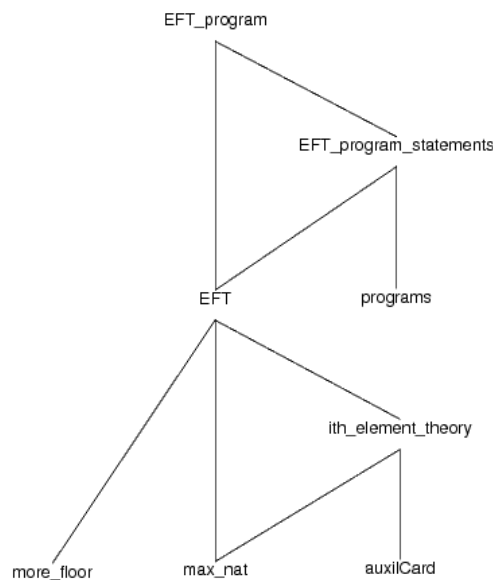 EFT_program
EFT_program_statements
EFT
programs
ith_element_theory
more_floor
max_nat
auxilCard